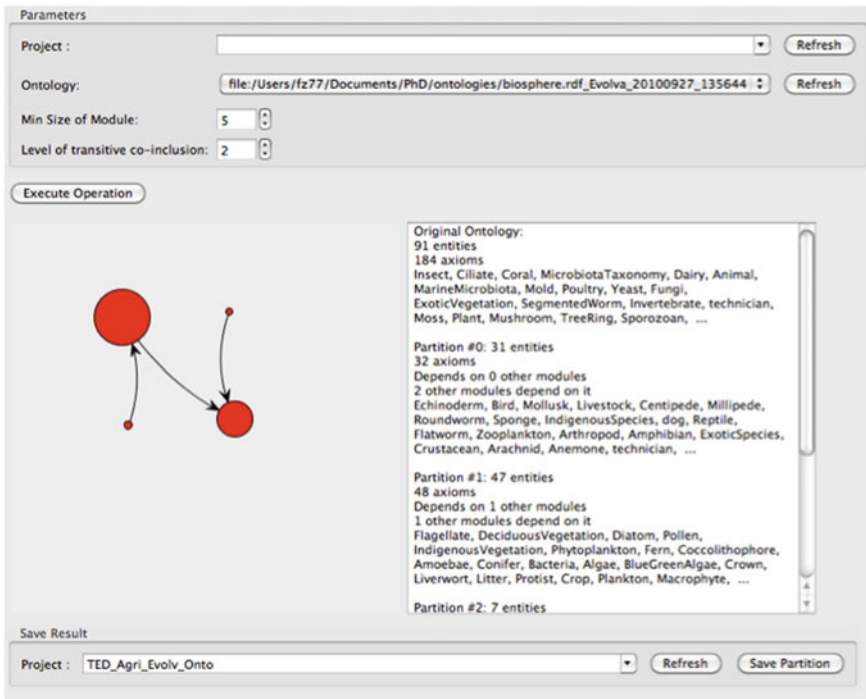 Parameters
Project :
Refresh
Ontology:
file:/Users/fz77/Documents/PhD/ontologies/biosphere.rdf_Evolva_20100927_135644
Refresh
Min Size of Module:
5
Level of transitive co-inclusion:
2
Execute Operation
Original Ontology:
91 entities
184 axioms
Insect, Ciliate, Coral, MicrobiotaTaxonomy, Dairy, Animal,
MarineMicrobiota, Mold, Poultry, Yeast, Fungi,
ExoticVegetation, SegmentedWorm, Invertebrate, technician,
Moss, Plant, Mushroom, TreeRing, Sporozoan, ...
Partition #0: 31 entities
32 axioms
Depends on 0 other modules
2 other modules depend on it
Echinoderm, Bird, Mollusk, Livestock, Centipede, Millipede,
Roundworm, Sponge, IndigenousSpecies, dog, Reptile,
Flatworm, Zooplankton, Arthropod, Amphibian, ExoticSpecies,
Crustacean, Arachnid, Anemone, technician, ...
Partition #1: 47 entities
48 axioms
Depends on 1 other modules
1 other modules depend on it
Flagellate, DeciduousVegetation, Diatom, Pollen,
IndigenousVegetation, Phytoplankton, Fern, Coccolithophore,
Amoebae, Conifer, Bacteria, Algae, BlueGreenAlgae, Crown,
Liverwort, Litter, Protist, Crop, Plankton, Macrophyte, ...
Partition #2: 7 entities
Save Result
Project :
TED_Agri_Evolv_Onto
Refresh
Save Partition